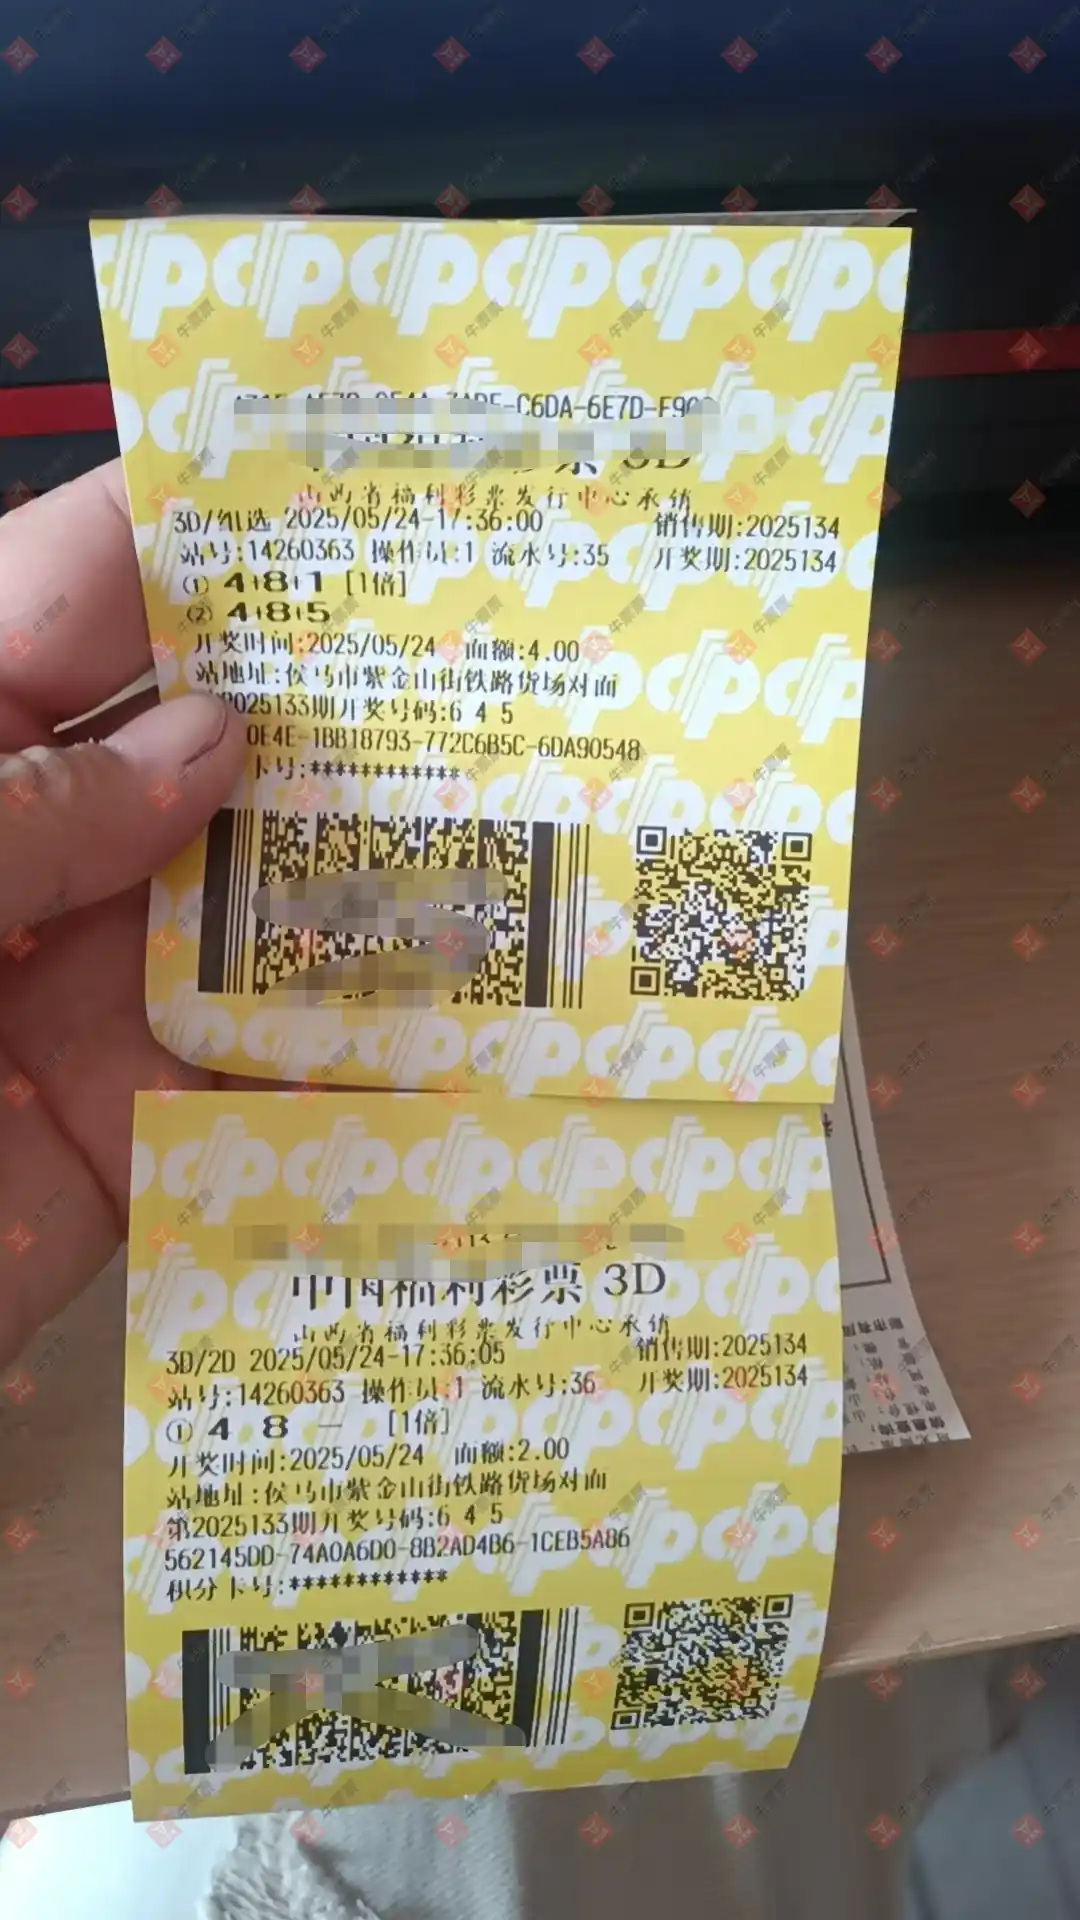 C6DA-6E7D-F90
山西省福利彩票发行中心承销
3D/组选 2025/05/24-17:36:00 销售期:2025134
站号:14260363 操作员:1 流水号:35 开奖期:2025134
① 4+8+1 [1倍]
② 4+8+5
开奖时间:2025/05/24 面额:4.00
站地址:侯马市紫金山街铁路货场对面
2025133期开奖号码:6 4 5
0E4E-1BB18793-772C6B5C-6DA90548
卡号:************
中国福利彩票 3D
山西省福利彩票发行中心承销
3D/2D 2025/05/24-17:36:05 销售期:2025134
站号:14260363 操作员:1 流水号:36 开奖期:2025134
① 4 8 — [1倍]
开奖时间:2025/05/24 面额:2.00
站地址:侯马市紫金山街铁路货场对面
第2025133期开奖号码:6 4 5
562145DD-74A0A6D0-8B2AD4B6-1CEB5A86
积分卡号:************
牛票票